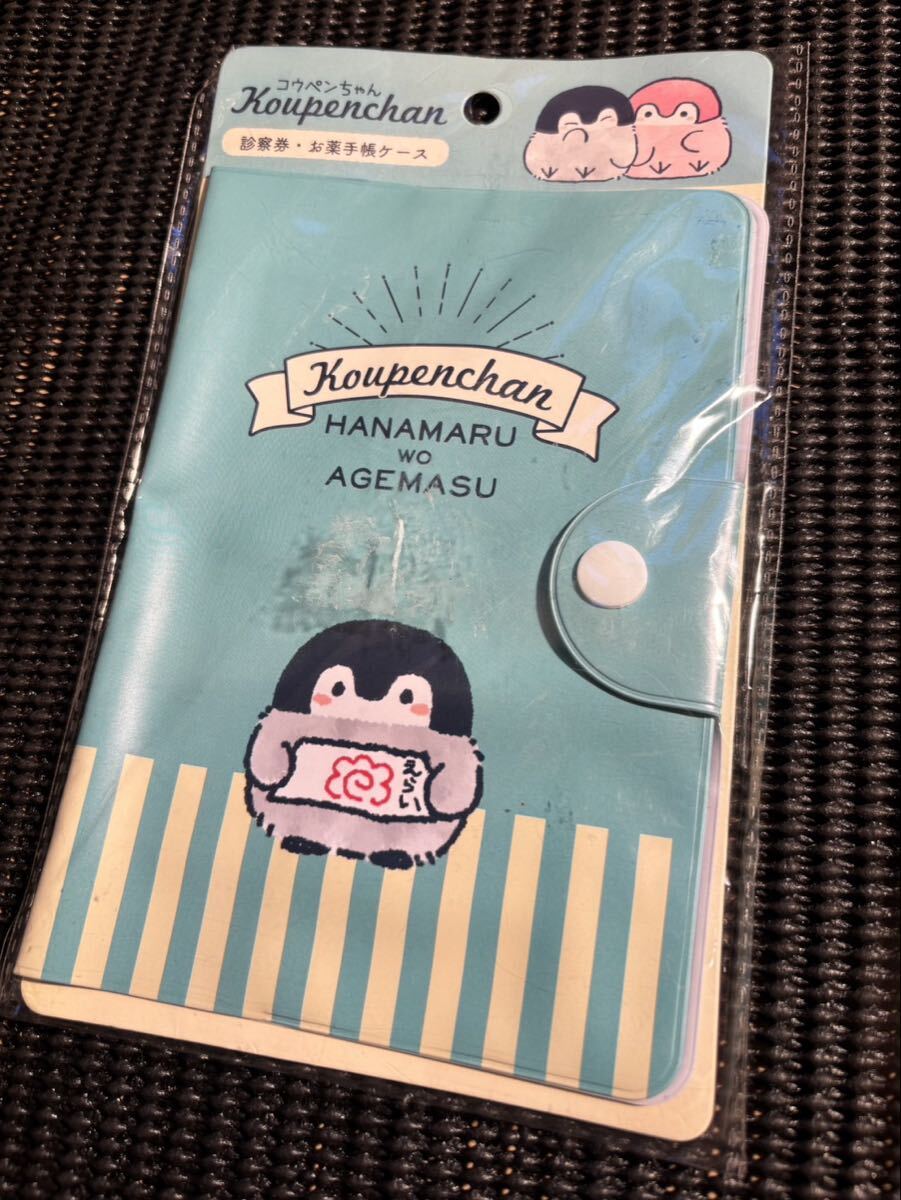 コウペンちゃん
Koupenchan
診察券・お薬手帳ケース
Koupenchan
HANAMARU
WO
AGEMASU
えらい